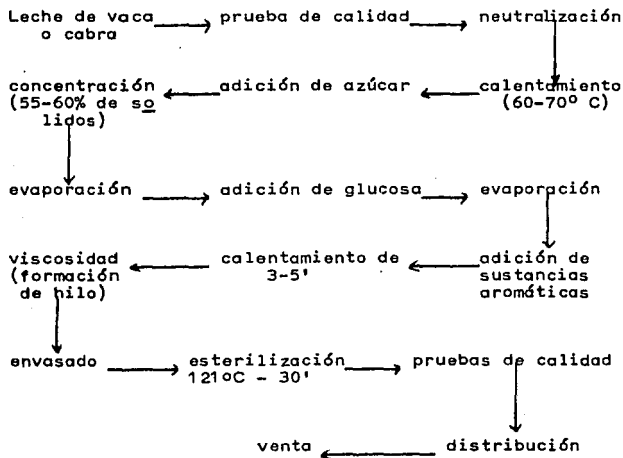 Leche de vaca
o cabra
prueba de calidad
neutralización
concentración
(55-60% de so
lidos)
adición de azúcar
calentamiento
(60-70º C)
evaporación
adición de glucosa
evaporación
viscosidad
(formación
de hilo)
calentamiento de
3-5'
adición de
sustancias
aromáticas
envasado
esterilización
121ºC - 30'
pruebas de calidad
venta
distribución